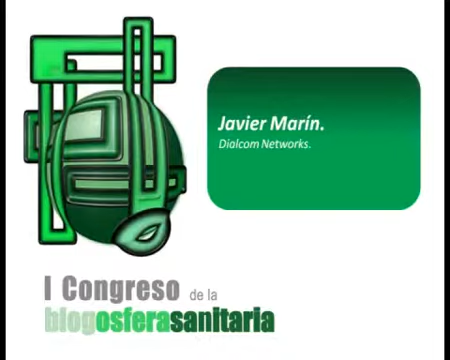 Javier Marín.
Dialcom Networks.
I Congreso de la
blogosferasanitaria